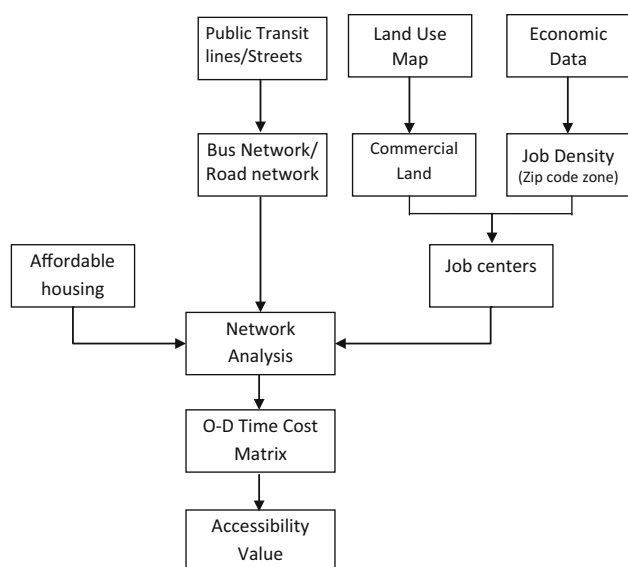 Public Transit
lines/Streets
Land Use
Map
Economic
Data
Bus Network/
Road network
Commercial
Land
Job Density
(Zip code zone)
Affordable
housing
Job centers
Network
Analysis
O-D Time Cost
Matrix
Accessibility
Value